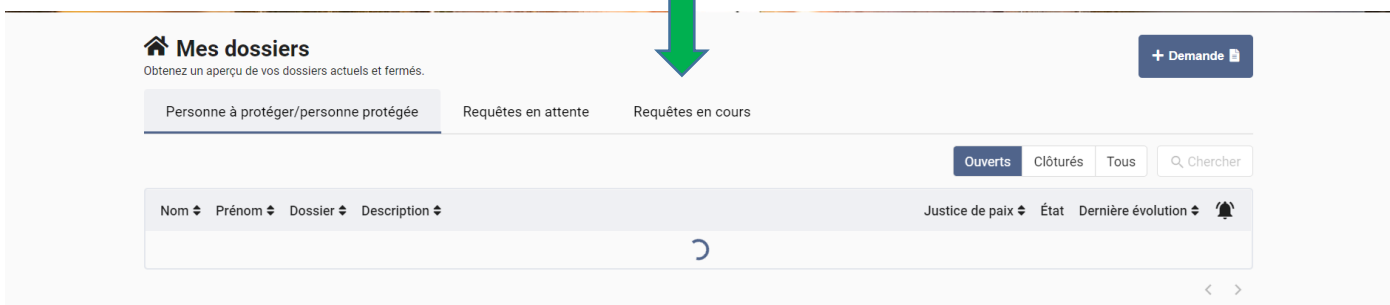 Mes dossiers
+ Demande
Obtenez un aperçu de vos dossiers actuels et fermés.
Personne à protéger/personne protégée Requêtes en attente Requêtes en cours
Ouverts Clôturés Tous Chercher
Nom Prénom Dossier Description Justice de paix État Dernière évolution